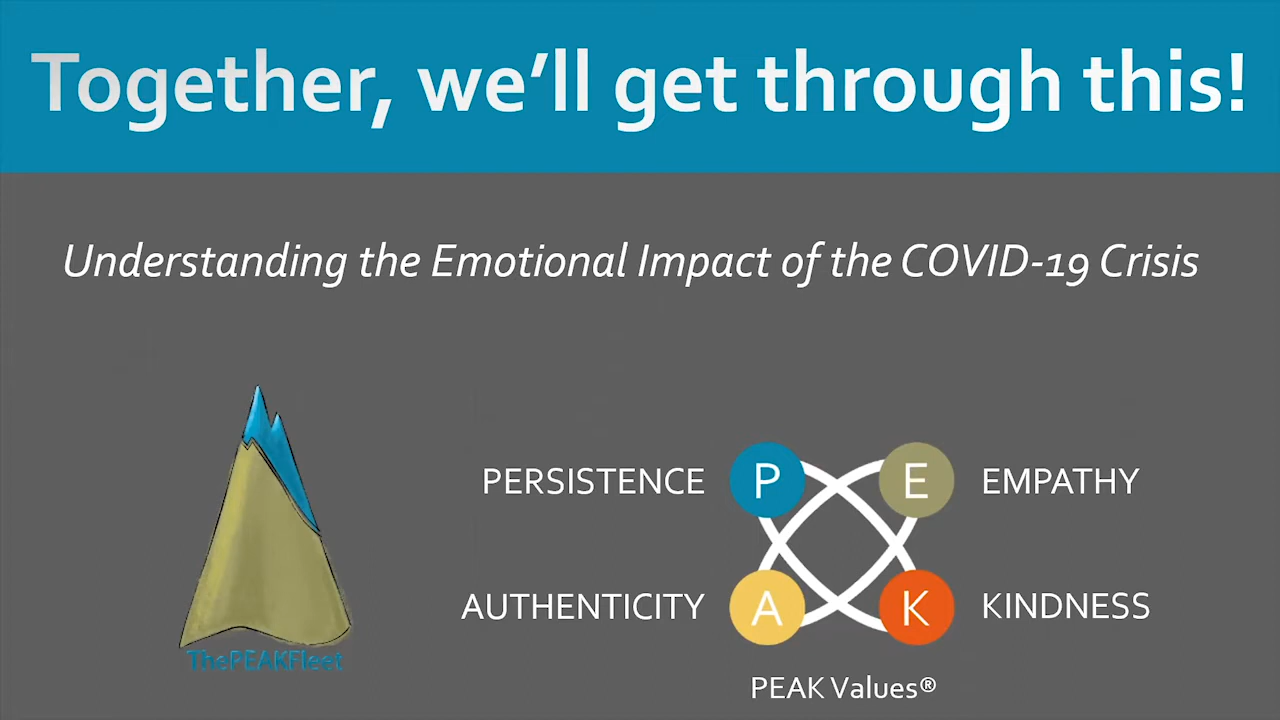 Together, we'll get through this!
Understanding the Emotional Impact of the COVID-19 Crisis
PERSISTENCE P E EMPATHY
AUTHENTICITY A K KINDNESS
ThePEAKFleet
PEAK Values®